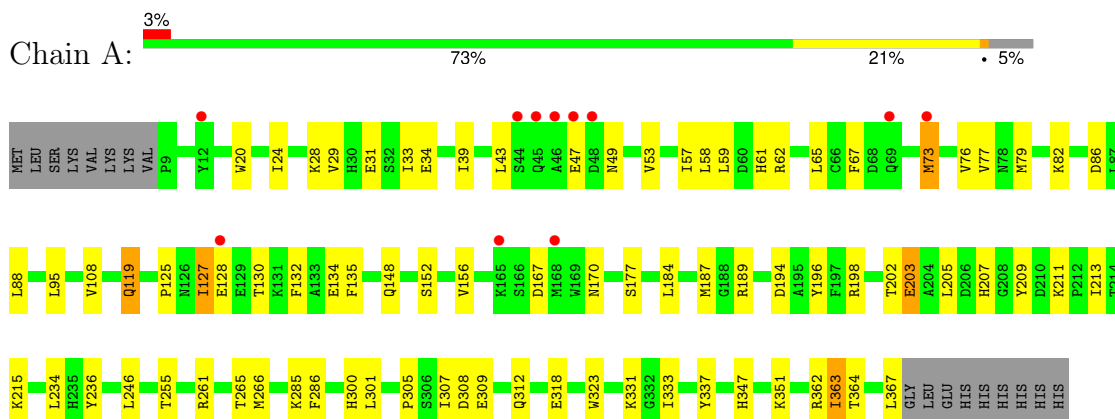 3%
Chain A:
73% 21% • 5%
MET LEU SER LYS VAL LYS LYS VAL P9 Y12 W20 I24 K28 V29 H30 E31 S32 I33 E34 I39 L43 S44 Q45 A46 E47 D48 N49 V53 I57 L58 L59 D60 H61 R62 L65 C66 F67 D68 Q69 M73 V76 V77 N78 M79 K82 D86 L87
L88 L95 V108 Q119 P125 N126 I127 E128 E129 T130 K131 F132 A133 E134 F135 Q148 S152 V156 K165 S166 D167 M168 W169 N170 S177 L184 M187 G188 R189 D194 A195 Y196 F197 R198 T202 E203 A204 L205 D206 H207 G208 Y209 D210 K211 P212 I213 T214
K215 L234 H235 Y236 L246 T255 R261 T265 M266 K285 F286 H300 L301 P305 S306 I307 D308 E309 Q312 E318 W323 K331 G332 I333 Y337 H347 K351 R362 I363 T364 L367 GLY LEU GLU HIS HIS HIS HIS HIS HIS